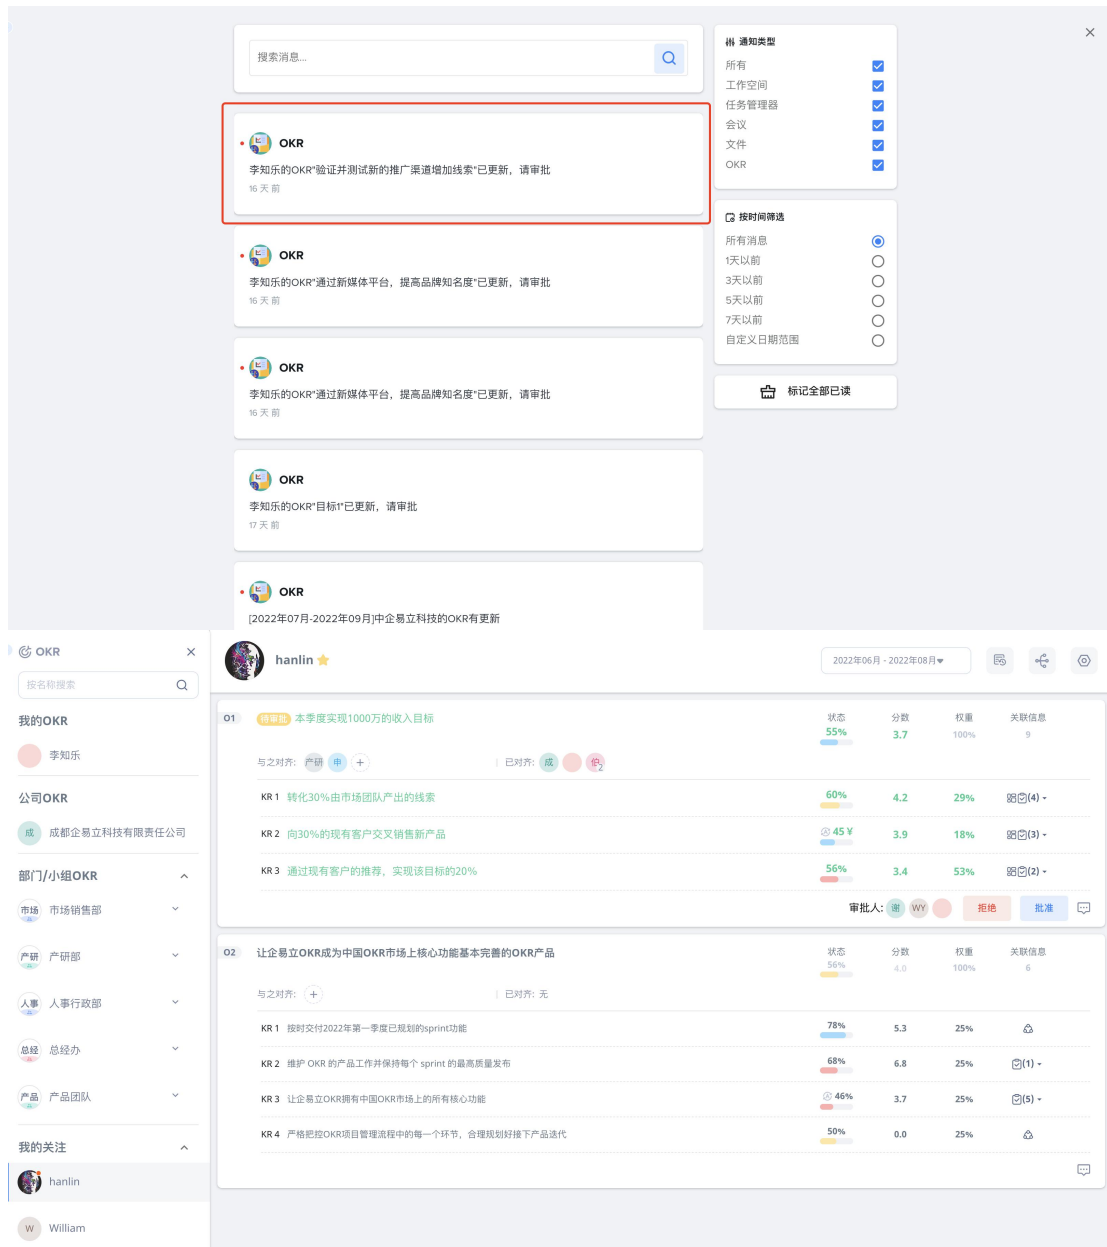 搜索消息...
OKR
李知乐的OKR"验证并测试新的推广渠道增加线索"已更新，请审批
16 天 前
OKR
李知乐的OKR"通过新媒体平台，提高品牌知名度"已更新，请审批
16 天 前
OKR
李知乐的OKR"通过新媒体平台，提高品牌知名度"已更新，请审批
16 天 前
OKR
李知乐的OKR"目标1"已更新，请审批
17 天 前
OKR
[2022年07月-2022年09月]中企易立科技的OKR有更新
通知类型
所有
工作空间
任务管理器
会议
文件
OKR
按时间筛选
所有消息
1天以前
3天以前
5天以前
7天以前
自定义日期范围
标记全部已读
OKR
按名称搜索
我的OKR
李知乐
公司OKR
成 成都企易立科技有限责任公司
部门/小组OKR
市场 市场销售部
产研 产研部
人事 人事行政部
总经 总经办
产品 产品团队
我的关注
hanlin
W William
hanlin
2022年06月 - 2022年08月
O1 待审批 本季度实现1000万的收入目标 状态 分数 权重 关联信息
55% 3.7 100% 9
与之对齐: 产研 申 + 已对齐: 成 伯 2
KR 1 转化30%由市场团队产出的线索 60% 4.2 29% (4)
KR 2 向30%的现有客户交叉销售新产品 45 ¥ 3.9 18% (3)
KR 3 通过现有客户的推荐，实现该目标的20% 56% 3.4 53% (2)
审批人: 谢 WY 拒绝 批准
O2 让企易立OKR成为中国OKR市场上核心功能基本完善的OKR产品 状态 分数 权重 关联信息
56% 4.0 100% 6
与之对齐: + 已对齐: 无
KR 1 按时交付2022年第一季度已规划的sprint功能 78% 5.3 25%
KR 2 维护 OKR 的产品工作并保持每个 sprint 的最高质量发布 68% 6.8 25% (1)
KR 3 让企易立OKR拥有中国OKR市场上的所有核心功能 46% 3.7 25% (5)
KR 4 严格把控OKR项目管理流程中的每一个环节，合理规划好接下产品迭代 50% 0.0 25%